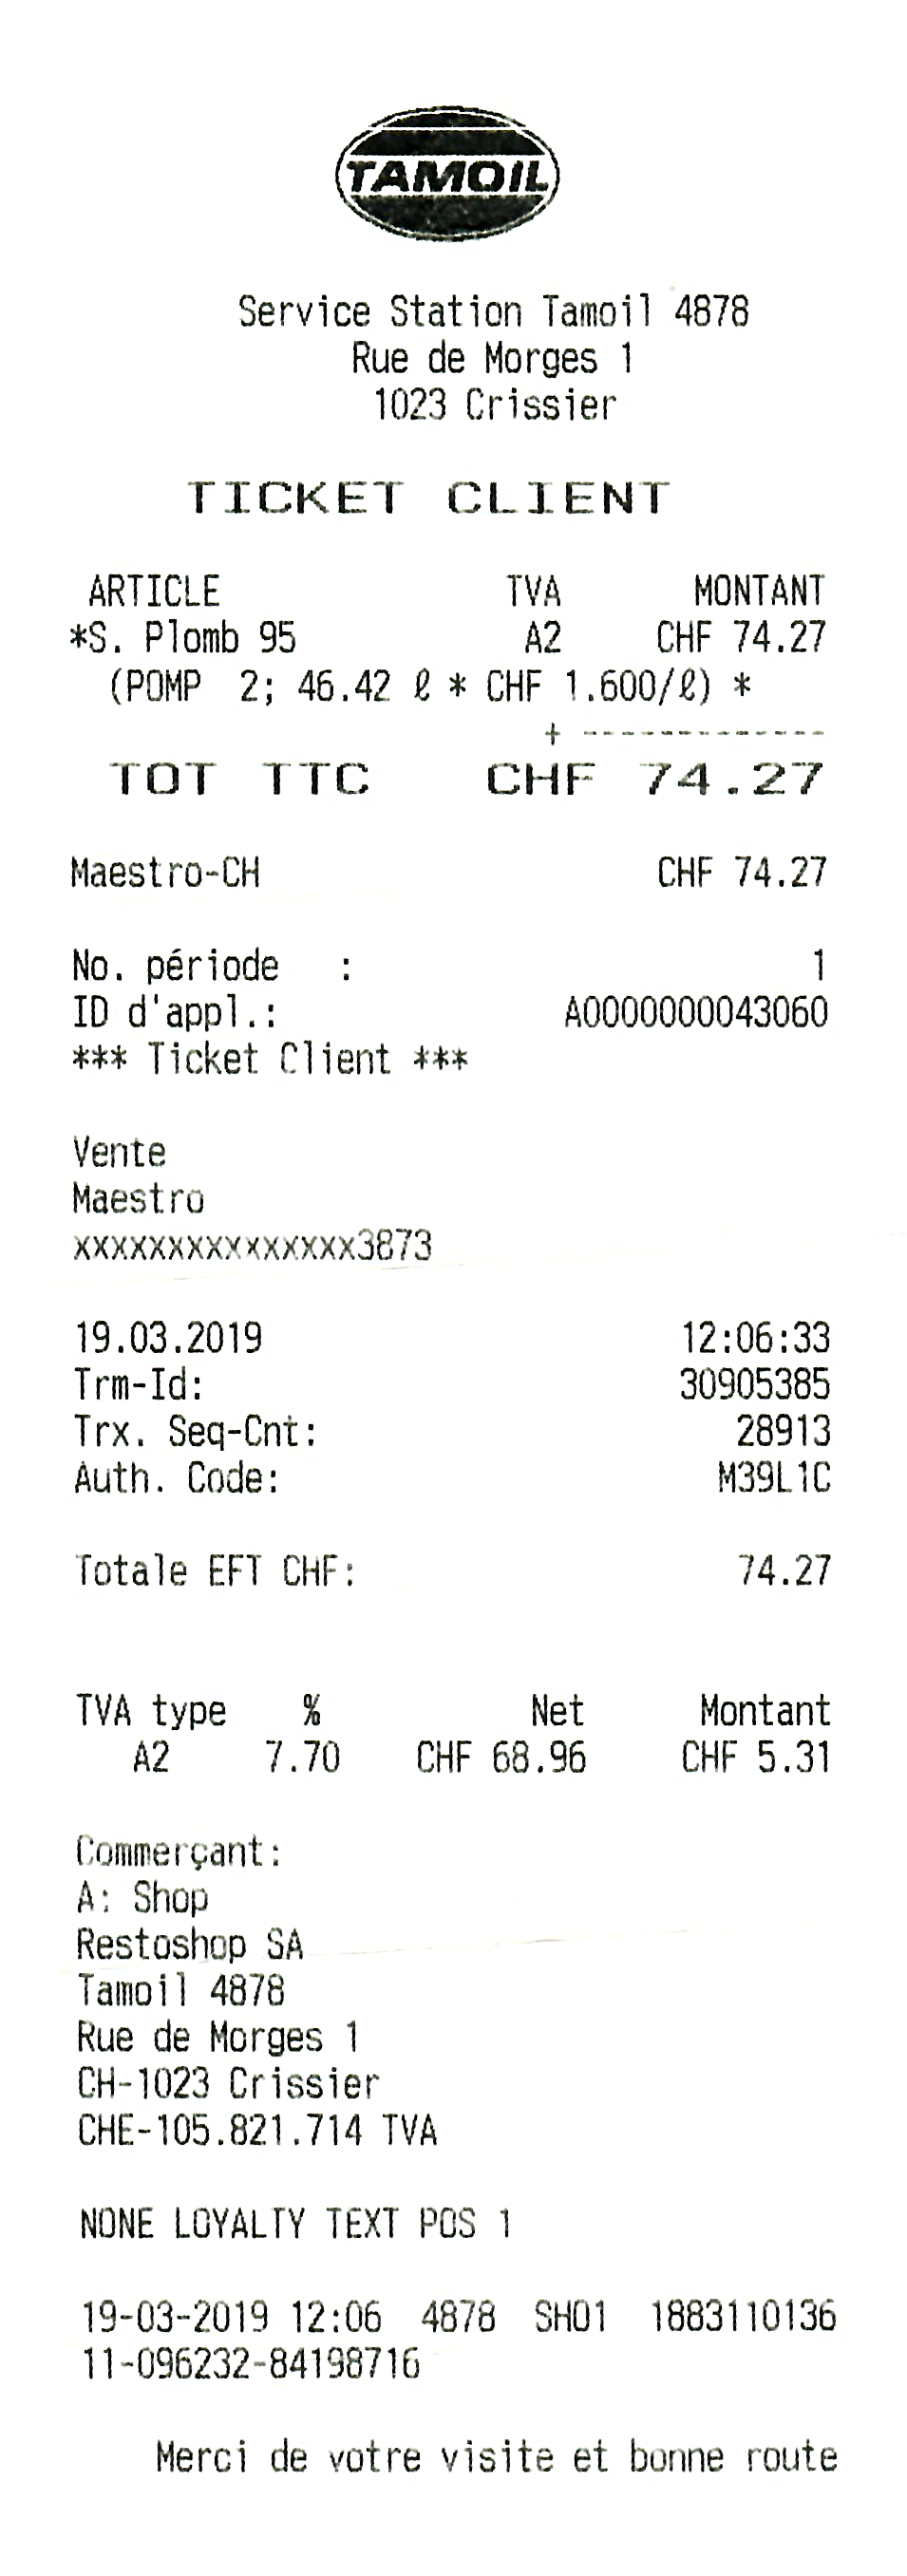 TAMOIL
Service Station Tamoil 4878
Rue de Morges 1
1023 Crissier
TICKET CLIENT
ARTICLE TVA MONTANT
*S. Plomb 95 A2 CHF 74.27
(POMP 2; 46.42 ℓ * CHF 1.600/ℓ) *
+ -------------
TOT TTC CHF 74.27
Maestro-CH CHF 74.27
No. période : 1
ID d'appl.: A0000000043060
*** Ticket Client ***
Vente
Maestro
xxxxxxxxxxxxxxx3873
19.03.2019 12:06:33
Trm-Id: 30905385
Trx. Seq-Cnt: 28913
Auth. Code: M39L1C
Totale EFT CHF: 74.27
TVA type % Net Montant
A2 7.70 CHF 68.96 CHF 5.31
Commerçant:
A: Shop
Restoshop SA
Tamoil 4878
Rue de Morges 1
CH-1023 Crissier
CHE-105.821.714 TVA
NONE LOYALTY TEXT POS 1
19-03-2019 12:06 4878 SH01 1883110136
11-096232-84198716
Merci de votre visite et bonne route